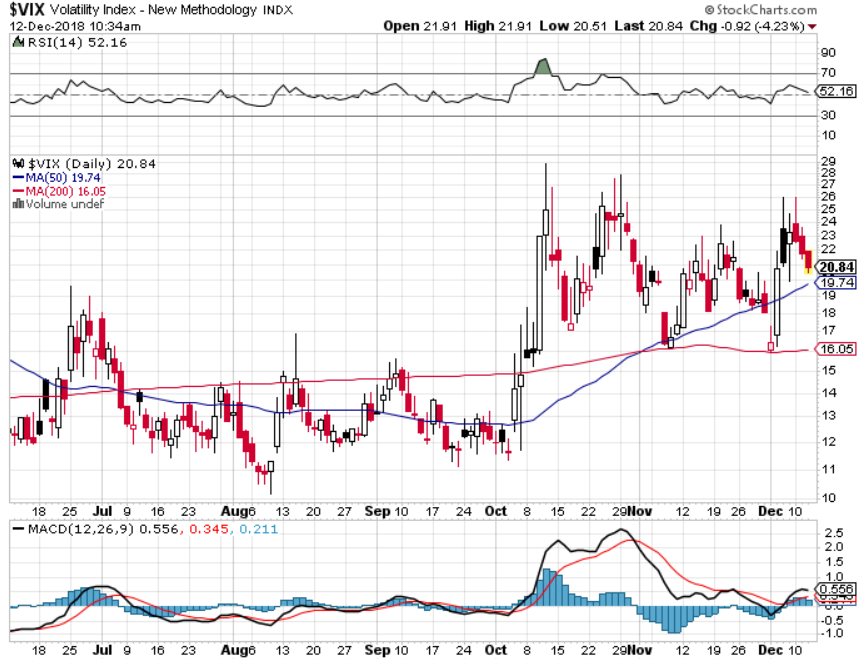 $VIX Volatility Index - New Methodology INDX
© StockCharts.com
12-Dec-2018 10:34am
Open 21.91 High 21.91 Low 20.51 Last 20.84 Chg -0.92 (-4.23%)
RSI(14) 52.16
90
70
52.16
30
10
$VIX (Daily) 20.84
MA(50) 19.74
MA(200) 16.05
Volume undef
29
28
27
26
25
24
23
22
20.84
19.74
19
18
17
16.05
15
14
13
12
11
10
18 25 Jul 9 16 23 Aug 6 13 20 27 Sep 10 17 24 Oct 8 15 22 29 Nov 12 19 26 Dec 10
MACD(12,26,9) 0.556, 0.345, 0.211
2.5
2.0
1.5
1.0
0.556
-0.5
-1.0
18 25 Jul 9 16 23 Aug 6 13 20 27 Sep 10 17 24 Oct 8 15 22 29 Nov 12 19 26 Dec 10